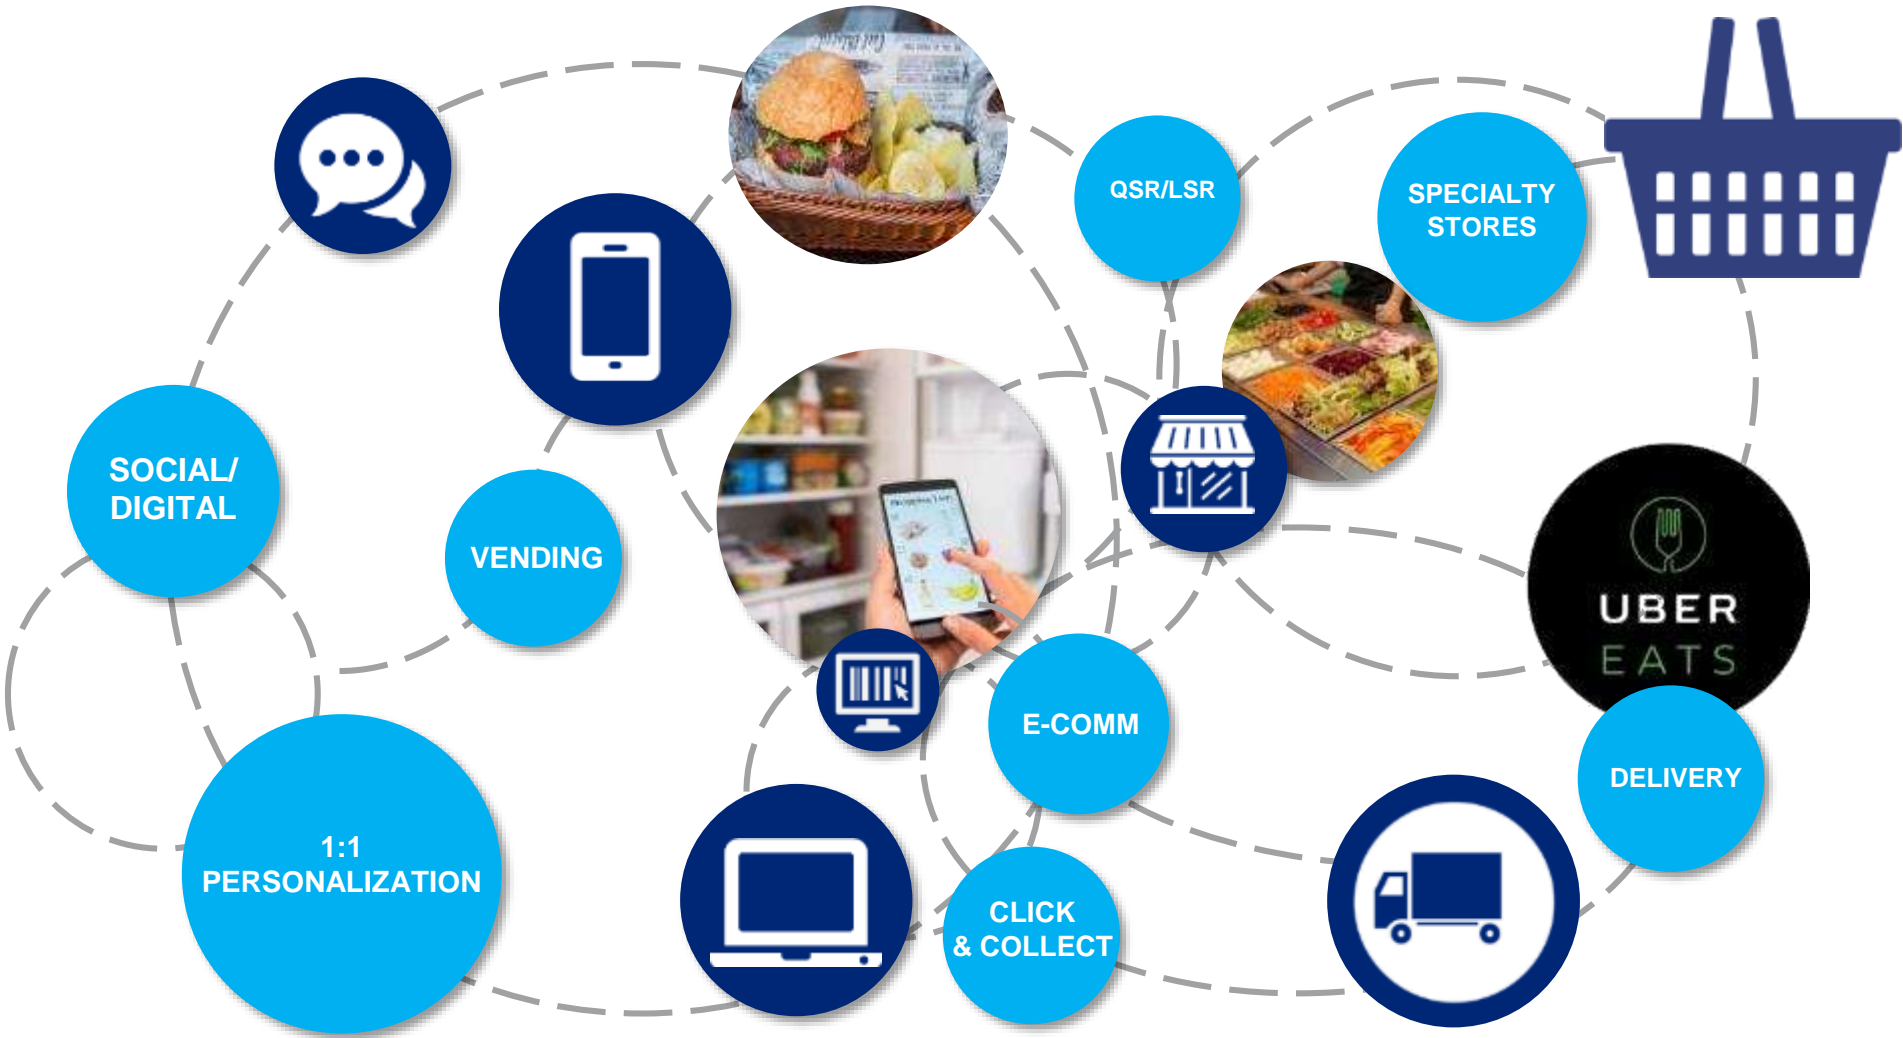 QSR/LSR
SPECIALTY
STORES
SOCIAL/
DIGITAL
VENDING
UBER
EATS
E-COMM
DELIVERY
1:1
PERSONALIZATION
CLICK
& COLLECT